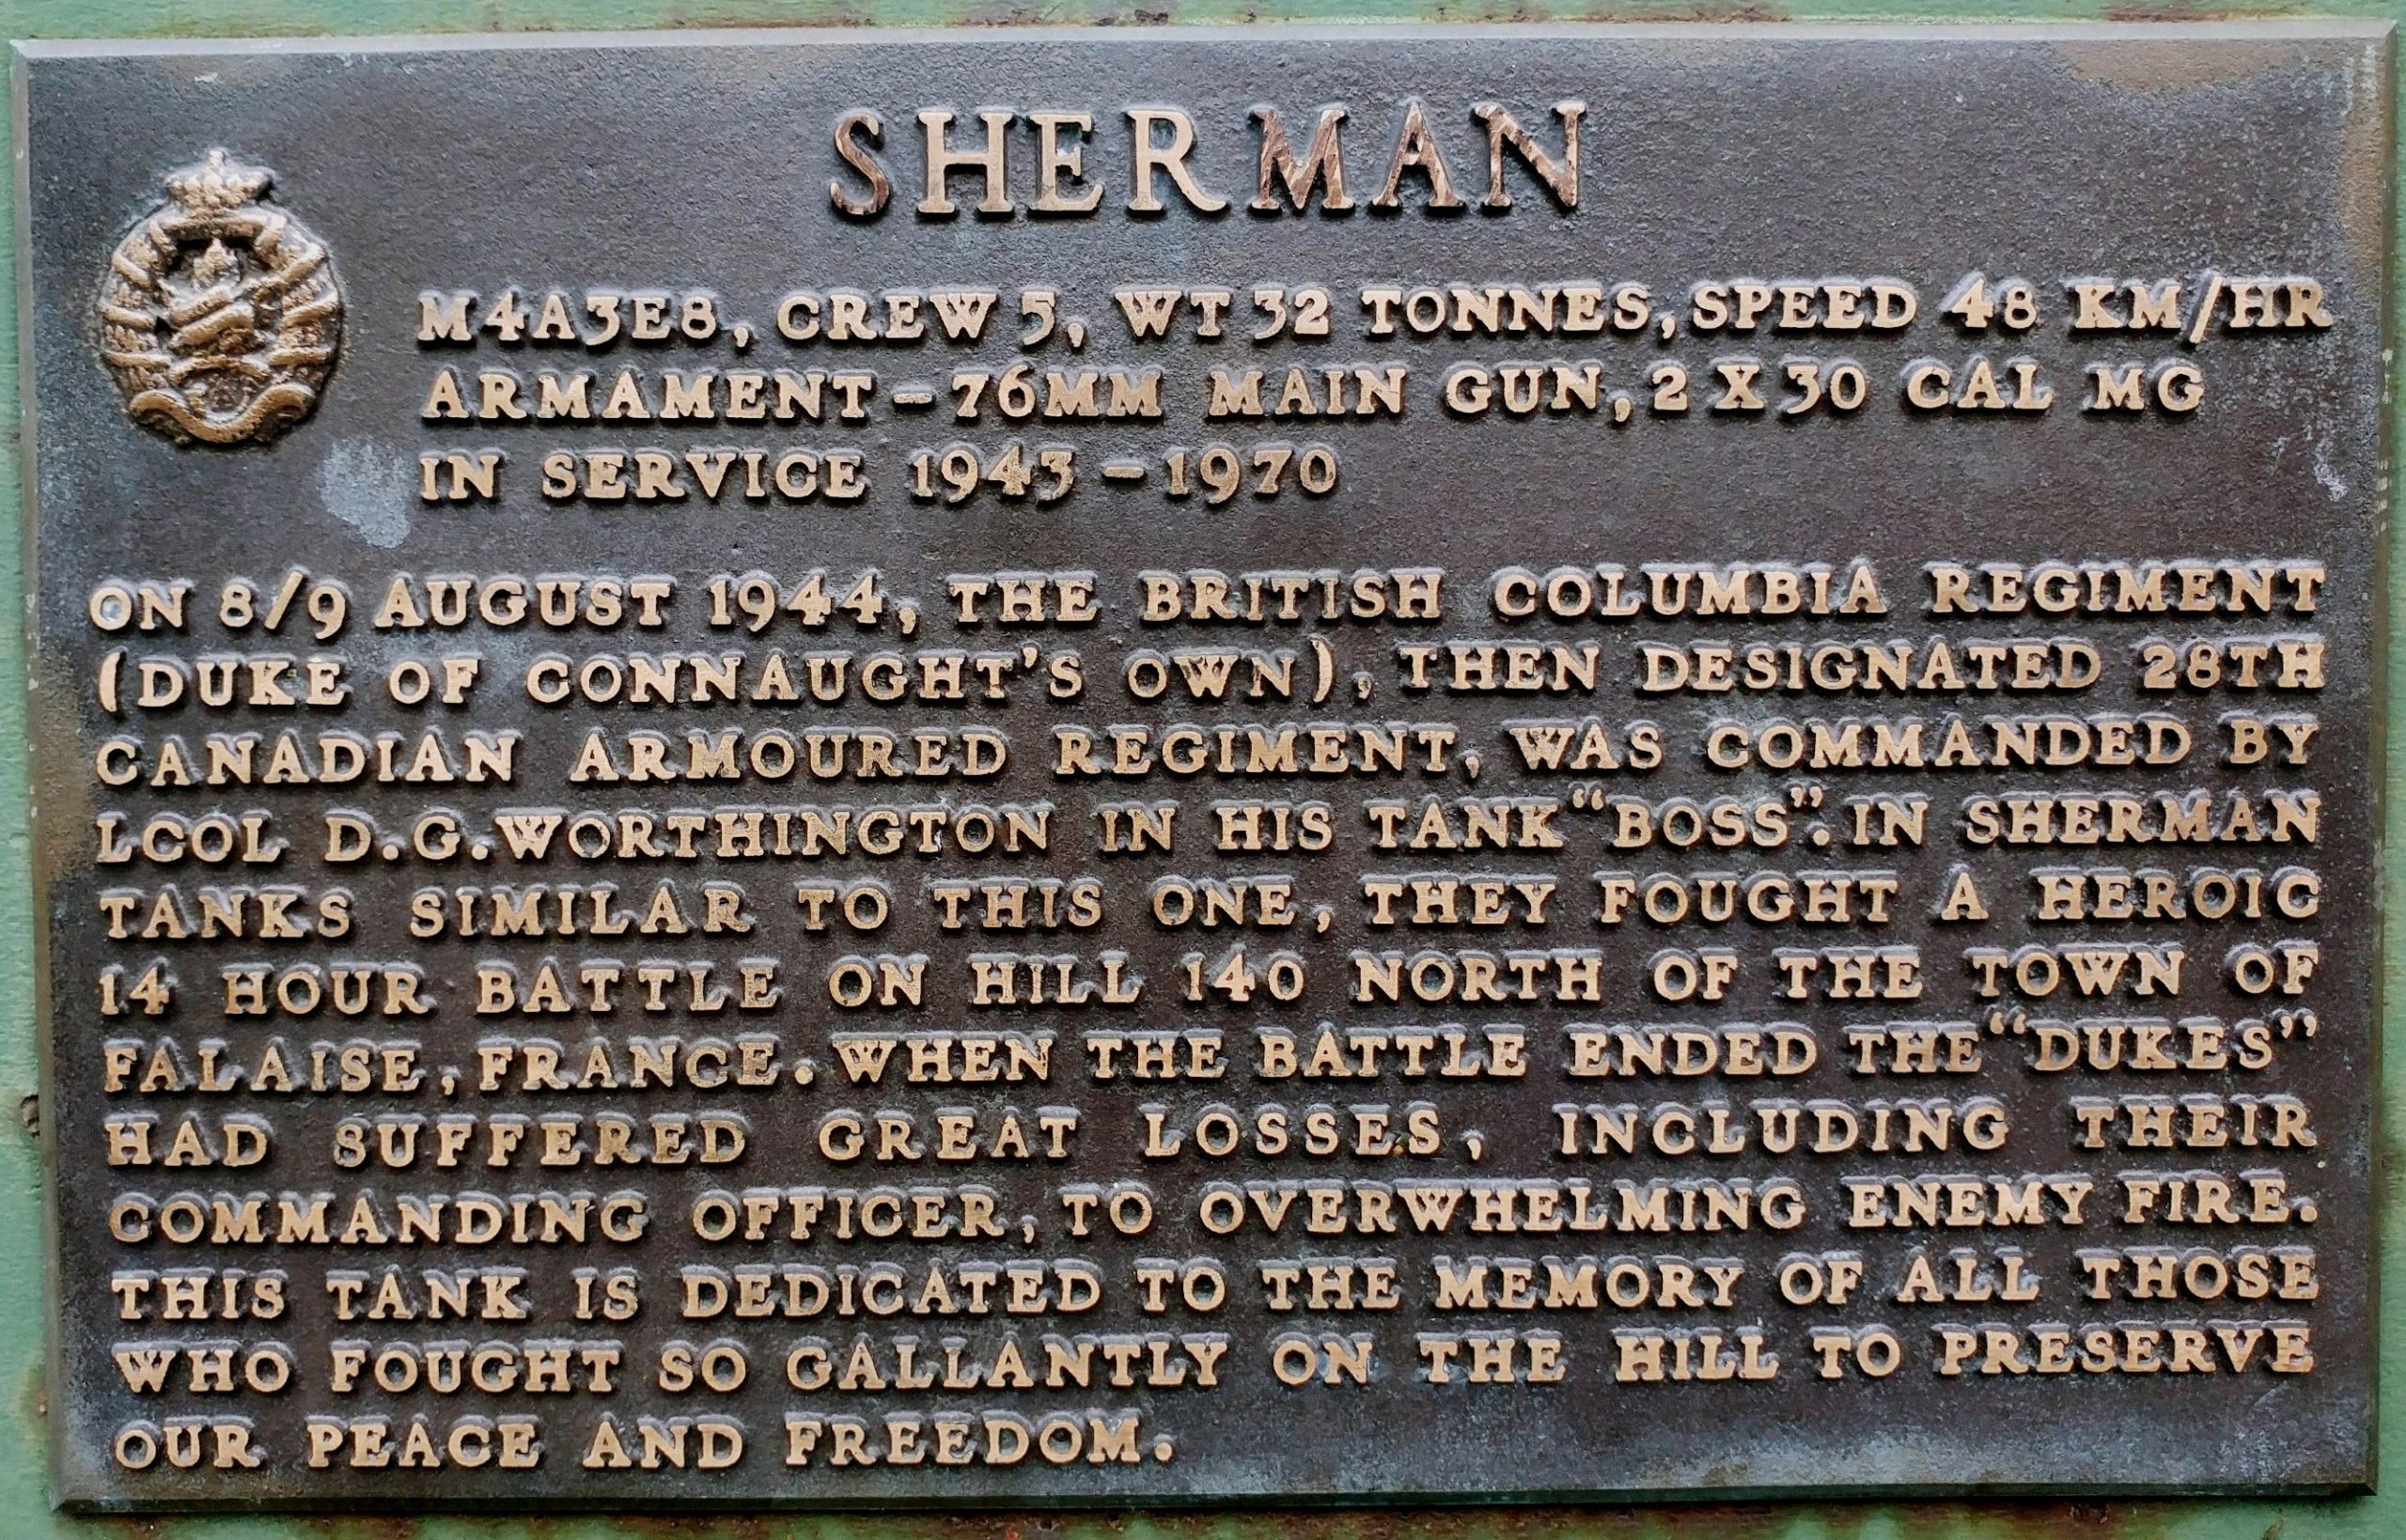 SHERMAN
M4A3E8, CREW 5, WT 32 TONNES, SPEED 48 KM/HR
ARMAMENT - 76MM MAIN GUN, 2 X 30 CAL MG
IN SERVICE 1943 - 1970
ON 8/9 AUGUST 1944, THE BRITISH COLUMBIA REGIMENT
(DUKE OF CONNAUGHT'S OWN), THEN DESIGNATED 28TH
CANADIAN ARMOURED REGIMENT, WAS COMMANDED BY
LCOL D.G. WORTHINGTON IN HIS TANK "BOSS". IN SHERMAN
TANKS SIMILAR TO THIS ONE, THEY FOUGHT A HEROIC
14 HOUR BATTLE ON HILL 140 NORTH OF THE TOWN OF
FALAISE, FRANCE. WHEN THE BATTLE ENDED THE "DUKES"
HAD SUFFERED GREAT LOSSES, INCLUDING THEIR
COMMANDING OFFICER, TO OVERWHELMING ENEMY FIRE.
THIS TANK IS DEDICATED TO THE MEMORY OF ALL THOSE
WHO FOUGHT SO GALLANTLY ON THE HILL TO PRESERVE
OUR PEACE AND FREEDOM.